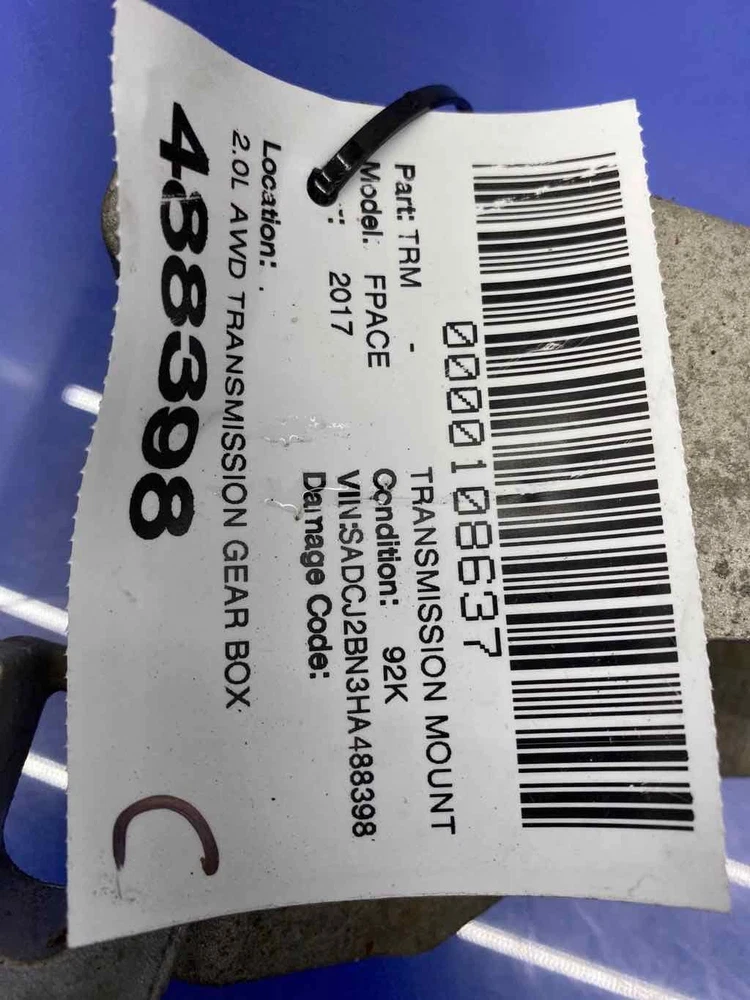 0000108637
Part: TRM - TRANSMISSION MOUNT
Model: FPACE Condition: 92K
2017 VIN:SADCJ2BN3HA488398
Damage Code:
Location: .
2.0L AWD TRANSMISSION GEAR BOX
488398
C